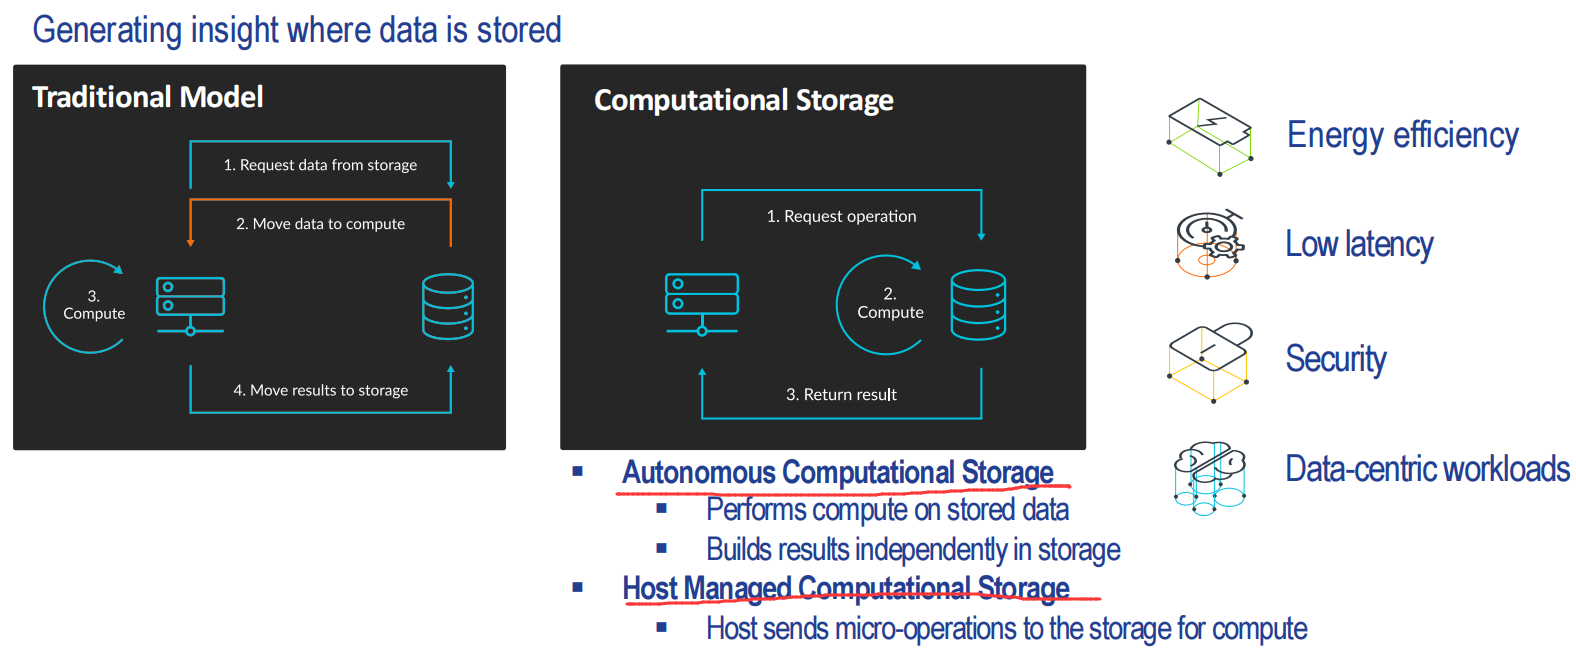 Generating insight where data is stored
Traditional Model
1. Request data from storage
2. Move data to compute
3.
Compute
4. Move results to storage
Computational Storage
1. Request operation
2.
Compute
3. Return result
▪ Autonomous Computational Storage
▪ Performs compute on stored data
▪ Builds results independently in storage
▪ Host Managed Computational Storage
▪ Host sends micro-operations to the storage for compute
Energy efficiency
Low latency
Security
Data-centric workloads